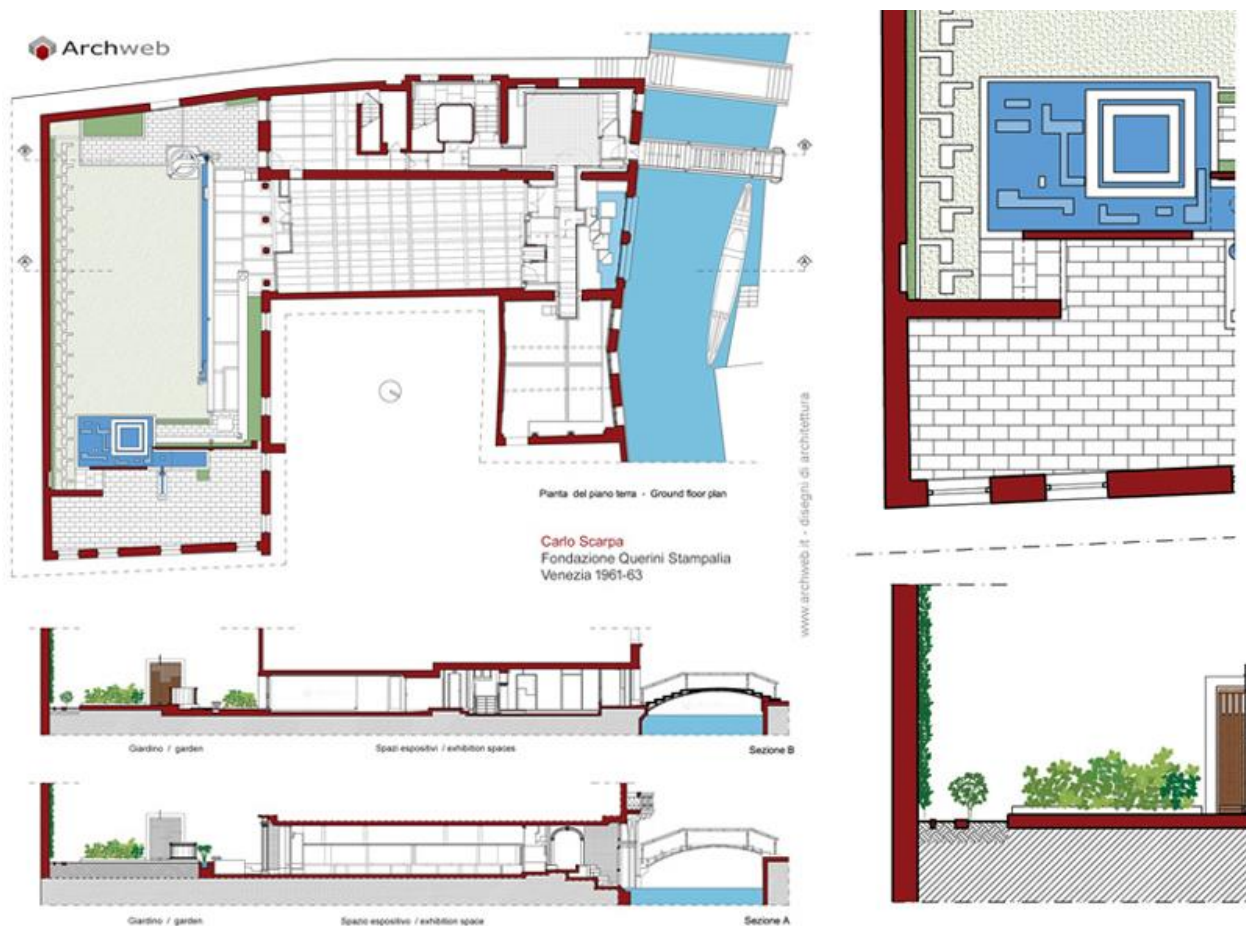 Archweb
B
B
A
A
Pianta del piano terra - Ground floor plan
Carlo Scarpa
Fondazione Querini Stampalia
Venezia 1961-63
www.archweb.it - disegni di architettura
Giardino / garden
Spazi espositivi / exhibition spaces
Sezione B
Giardino / garden
Spazio espositivo / exhibition space
Sezione A